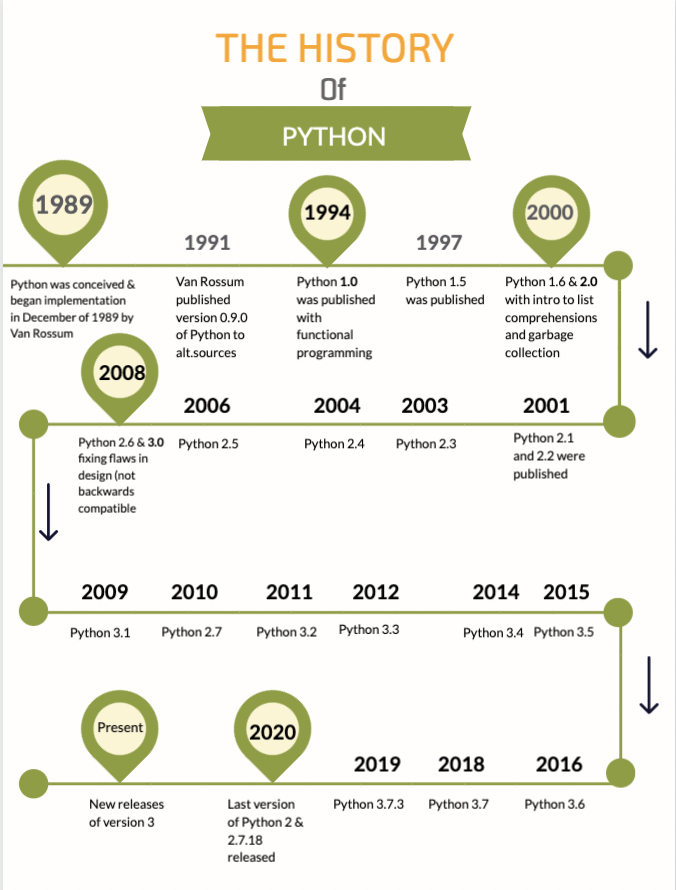 THE HISTORY
Of
PYTHON
1989
Python was conceived &
began implementation
in December of 1989 by
Van Rossum
1991
Van Rossum
published
version 0.9.0
of Python to
alt.sources
1994
Python 1.0
was published
with
functional
programming
1997
Python 1.5
was published
2000
Python 1.6 & 2.0
with intro to list
comprehensions
and garbage
collection
2001
Python 2.1
and 2.2 were
published
2003
Python 2.3
2004
Python 2.4
2006
Python 2.5
2008
Python 2.6 & 3.0
fixing flaws in
design (not
backwards
compatible
2009
Python 3.1
2010
Python 2.7
2011
Python 3.2
2012
Python 3.3
2014
Python 3.4
2015
Python 3.5
2016
Python 3.6
2018
Python 3.7
2019
Python 3.7.3
2020
Last version
of Python 2 &
2.7.18
released
Present
New releases
of version 3